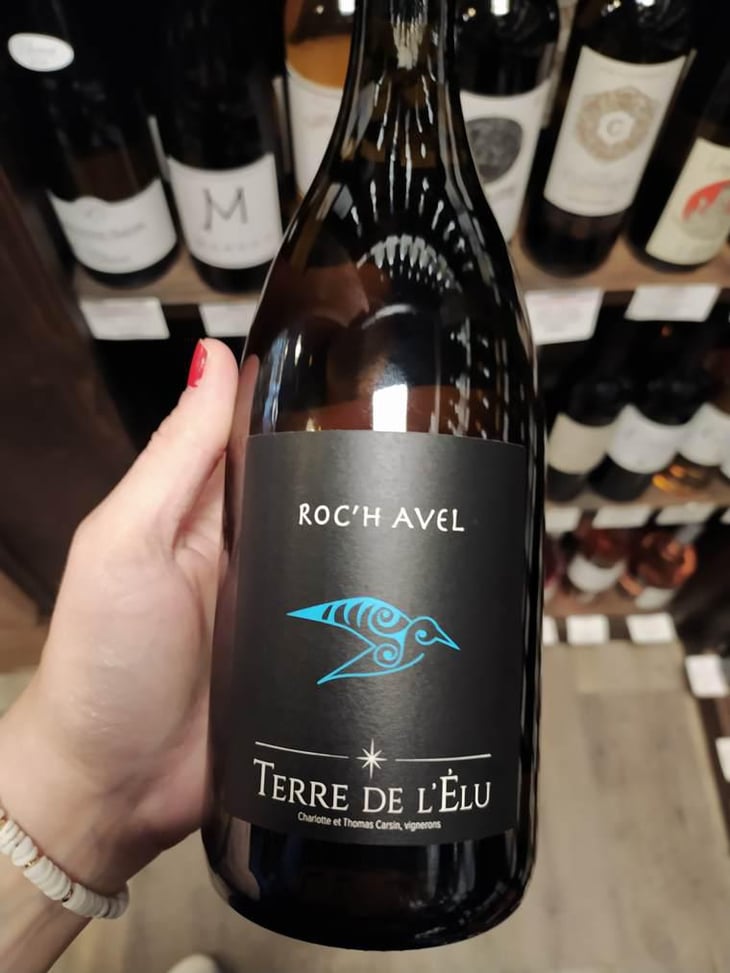 M
C
ROC'H AVEL
TERRE DE L'ÉLU
Charlotte et Thomas Carsin, vignerons